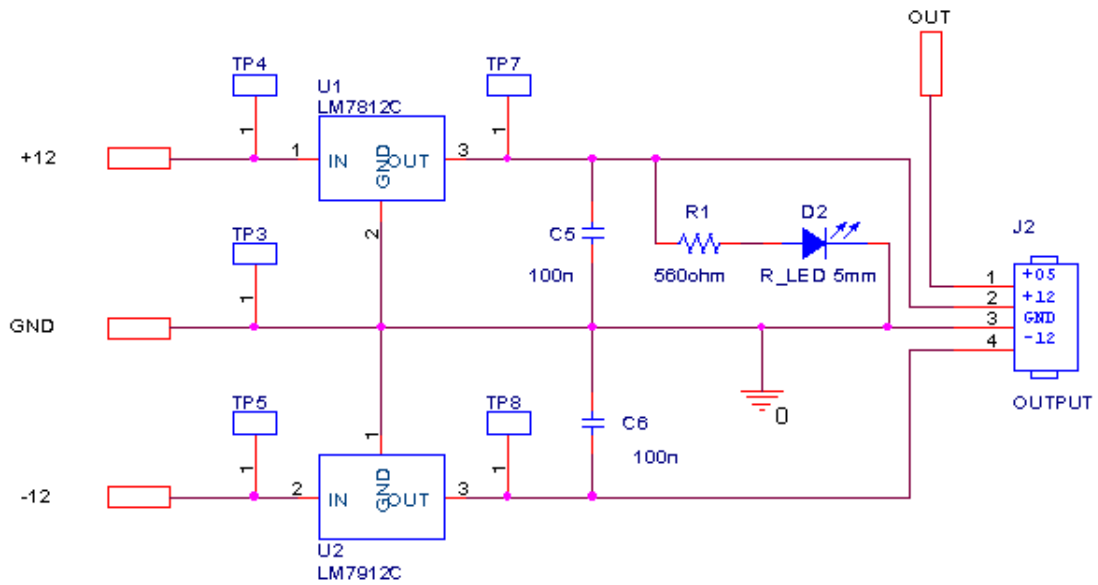 OUT
TP4
TP7
U1
LM7812C
1
1
+12
1
IN
GND
OUT
3
2
TP3
1
C5
100n
R1
560ohm
D2
R_LED 5mm
J2
1
+05
2
+12
3
GND
4
-12
OUTPUT
GND
0
TP5
TP8
1
C6
100n
1
1
-12
2
IN
GND
OUT
3
U2
LM7912C